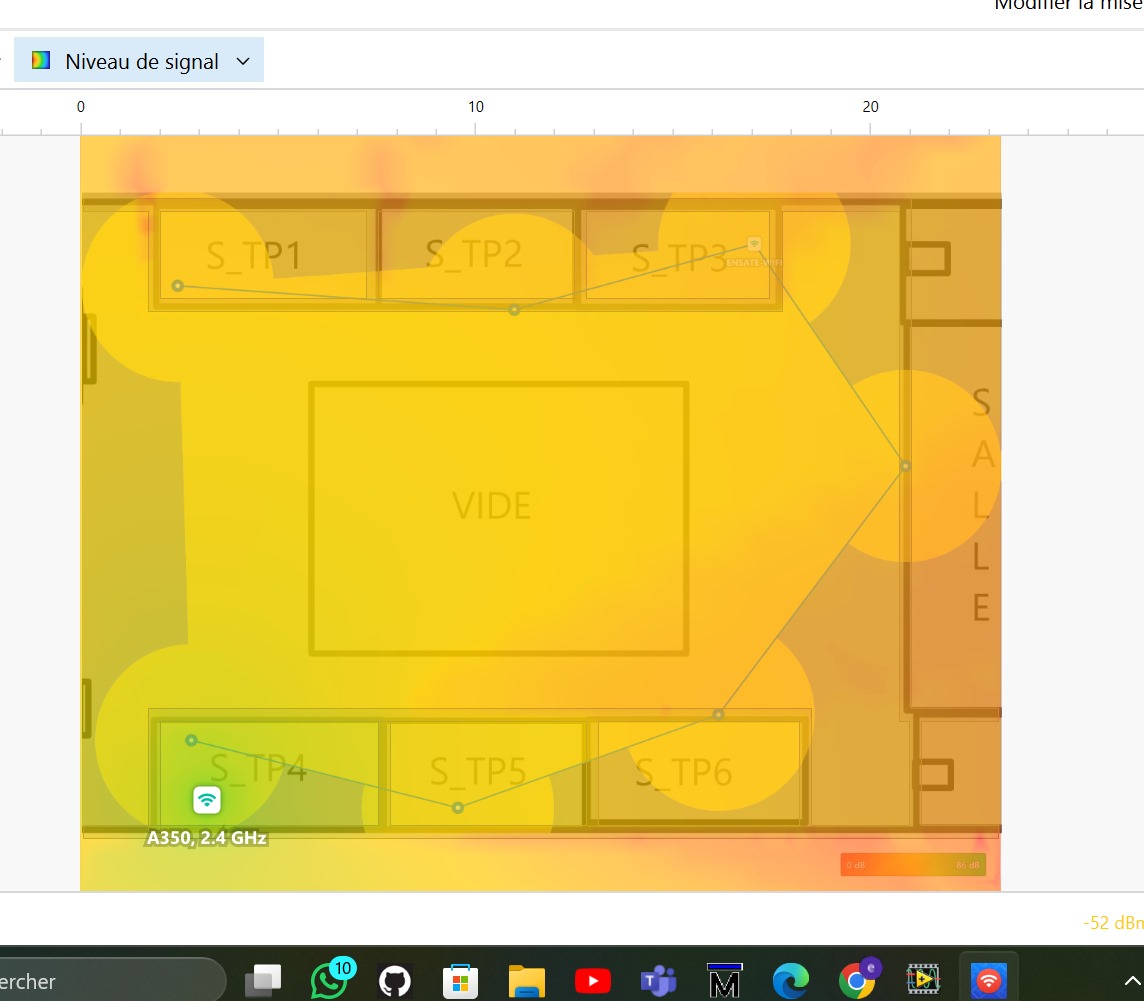 Modifier la mise
Niveau de signal
0 10 20
S_TP1 S_TP2 S_TP3
ENSATE-WIFI
S
A
L
L
E
VIDE
S_TP4 S_TP5 S_TP6
A350, 2.4 GHz
0 dB 86 dB
-52 dBm
10
e
ercher